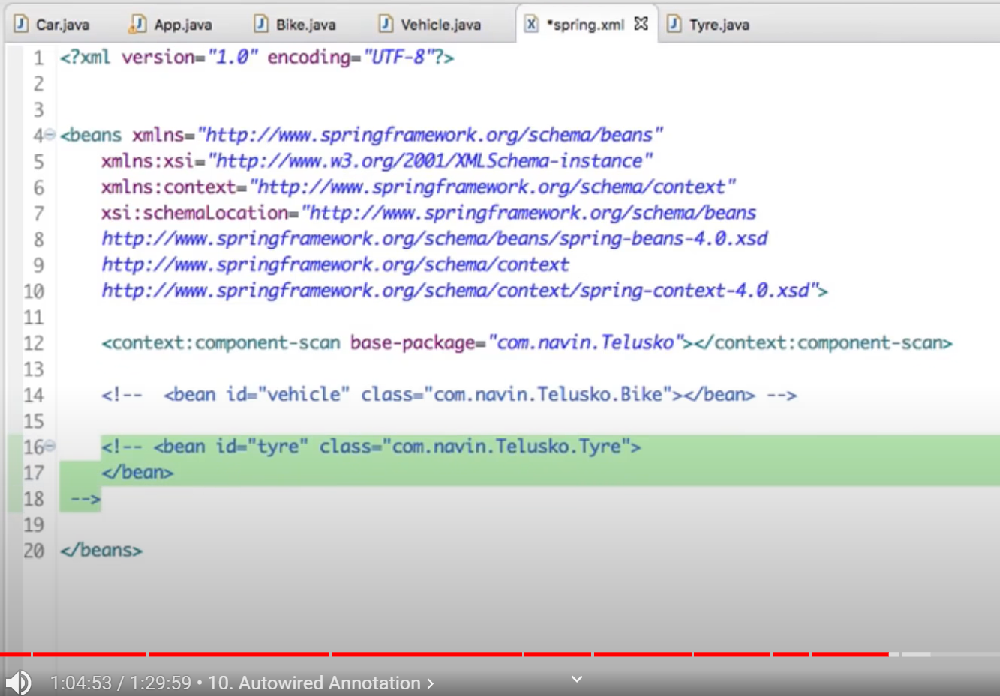 Car.java App.java Bike.java Vehicle.java *spring.xml Tyre.java
1 <?xml version="1.0" encoding="UTF-8"?>
2
3
4 <beans xmlns="http://www.springframework.org/schema/beans"
5 xmlns:xsi="http://www.w3.org/2001/XMLSchema-instance"
6 xmlns:context="http://www.springframework.org/schema/context"
7 xsi:schemaLocation="http://www.springframework.org/schema/beans
8 http://www.springframework.org/schema/beans/spring-beans-4.0.xsd
9 http://www.springframework.org/schema/context
10 http://www.springframework.org/schema/context/spring-context-4.0.xsd">
11
12 <context:component-scan base-package="com.navin.Telusko"></context:component-scan>
13
14 <!-- <bean id="vehicle" class="com.navin.Telusko.Bike"></bean> -->
15
16 <!-- <bean id="tyre" class="com.navin.Telusko.Tyre">
17 </bean>
18 -->
19
20 </beans>
1:04:53 / 1:29:59 • 10. Autowired Annotation >